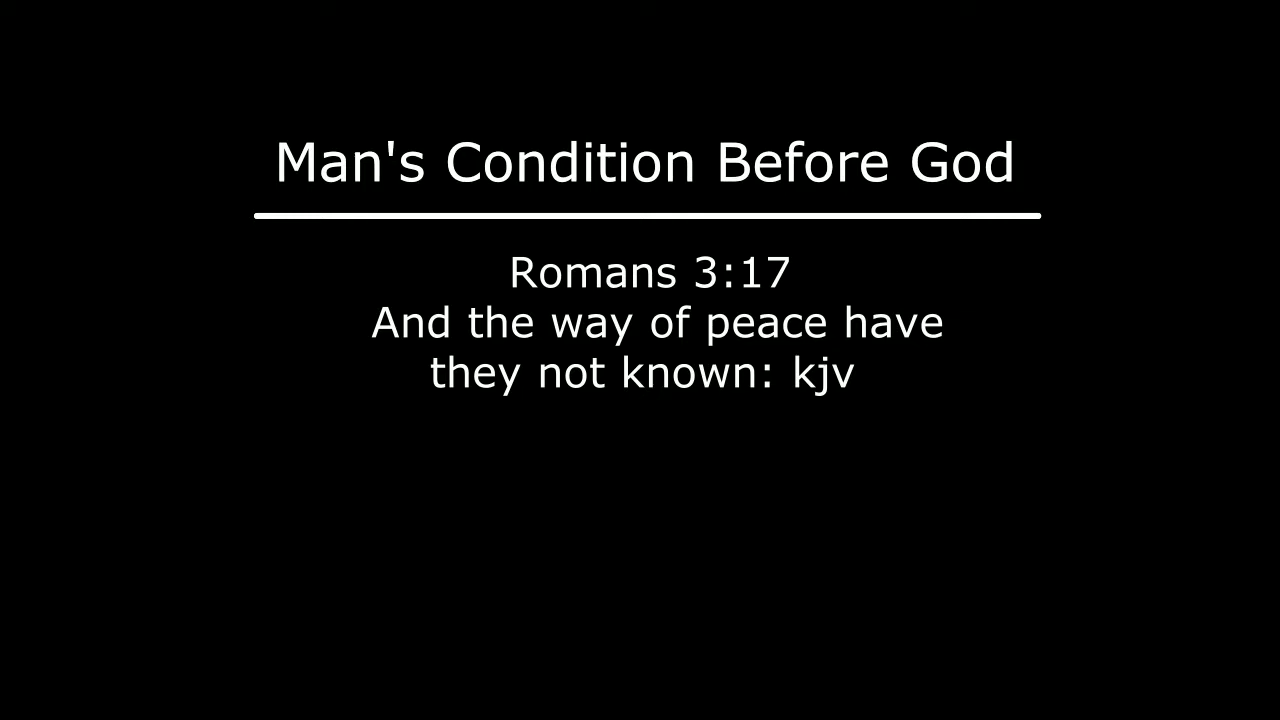 Man's Condition Before God
Romans 3:17
And the way of peace have
they not known: kjv